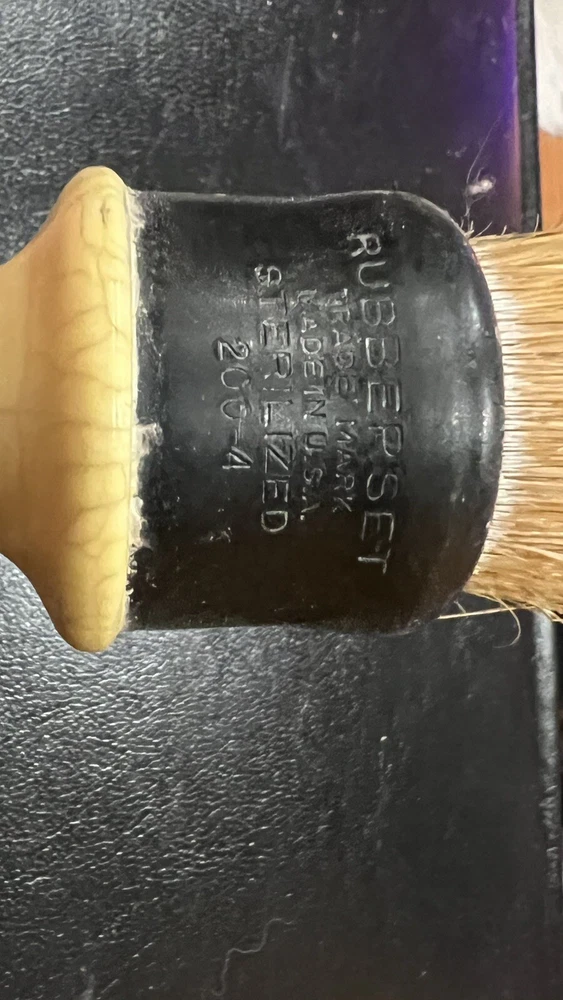 RUBBERSET
TRADE MARK
MADE IN U.S.A.
STERILIZED
200-4